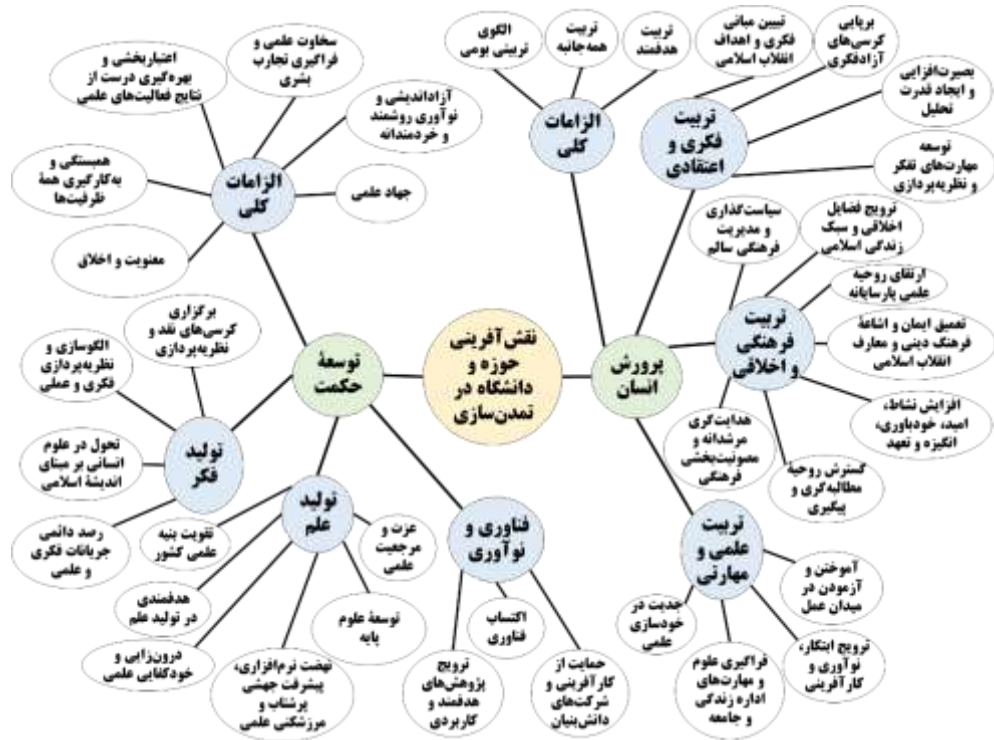 نقش‌آفرینی
حوزه و
دانشگاه در
تمدن‌سازی
پرورش
انسان
الزامات
کلی
تربیت
هدفمند
تربیت
همه‌جانبه
الگوی
تربیتی بومی
تربیت
فکری و
اعتقادی
تبیین مبانی
فکری و اهداف
انقلاب اسلامی
برپایی
کرسی‌های
آزادفکری
بصیرت‌افزایی
و ایجاد قدرت
تحلیل
توسعه
مهارت‌های تفکر
و نظریه‌پردازی
تربیت
فرهنگی
و اخلاقی
سیاست‌گذاری
و مدیریت
فرهنگی سالم
ترویج فضایل
اخلاقی و سبک
زندگی اسلامی
ارتقای روحیه
علمی پارسایانه
تعمیق ایمان و اشاعهٔ
فرهنگ دینی و معارف
انقلاب اسلامی
افزایش نشاط،
امید، خودباوری،
انگیزه و تعهد
گسترش روحیهٔ
مطالبه‌گری و
پیگیری
هدایت‌گری
مرشدانه و
مصونیت‌بخشی
فرهنگی
تربیت
علمی و
مهارتی
آموختن و
آزمودن در
میدان عمل
ترویج ابتکار،
نوآوری و
کارآفرینی
فراگیری علوم
و مهارت‌های
اداره زندگی
و جامعه
جدیت در
خودسازی
علمی
توسعهٔ
حکمت
الزامات
کلی
سخاوت علمی و
فراگیری تجارب
بشری
اعتباربخشی و
بهره‌گیری درست از
نتایج فعالیت‌های علمی
آزاداندیشی و
نوآوری روشمند
و خردمندانه
همبستگی و
به‌کارگیری همهٔ
ظرفیت‌ها
جهاد علمی
معنویت و اخلاق
تولید
فکر
برگزاری
کرسی‌های نقد و
نظریه‌پردازی
الگوسازی و
نظریه‌پردازی
فکری و عملی
تحول در علوم
انسانی بر مبنای
اندیشهٔ اسلامی
رصد دائمی
جریانات فکری
و علمی
تولید
علم
تقویت بنیه
علمی کشور
هدفمندی
در تولید علم
درون‌زایی و
خودکفایی علمی
نهضت نرم‌افزاری،
پیشرفت جهشی
پرشتاب و
مرزشکنی علمی
توسعهٔ علوم
پایه
عزت و
مرجعیت
علمی
فناوری و
نوآوری
ترویج
پژوهش‌های
هدفمند و
کاربردی
اکتساب
فناوری
حمایت از
کارآفرینی و
شرکت‌های
دانش‌بنیان